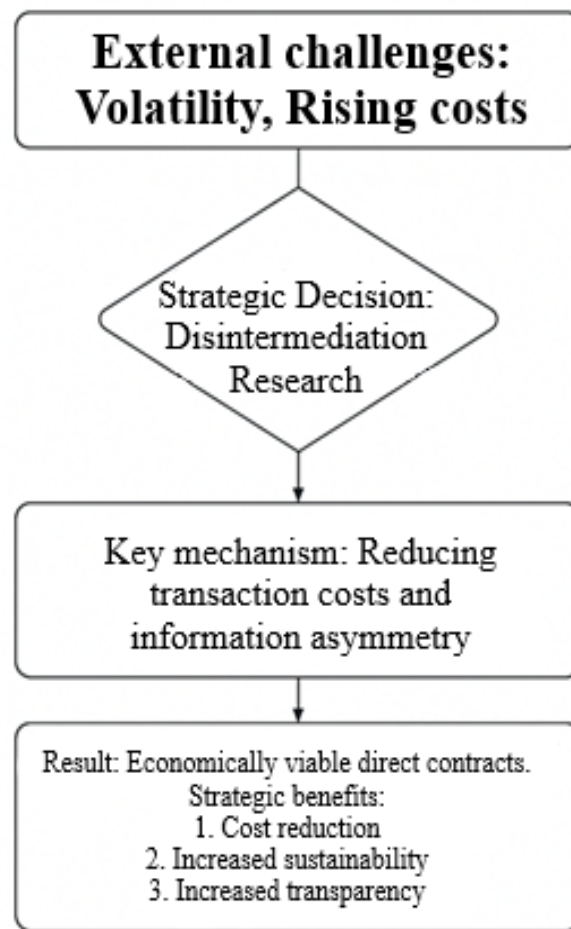 External challenges:
Volatility, Rising costs
Strategic Decision:
Disintermediation
Research
Key mechanism: Reducing
transaction costs and
information asymmetry
Result: Economically viable direct contracts.
Strategic benefits:
1. Cost reduction
2. Increased sustainability
3. Increased transparency